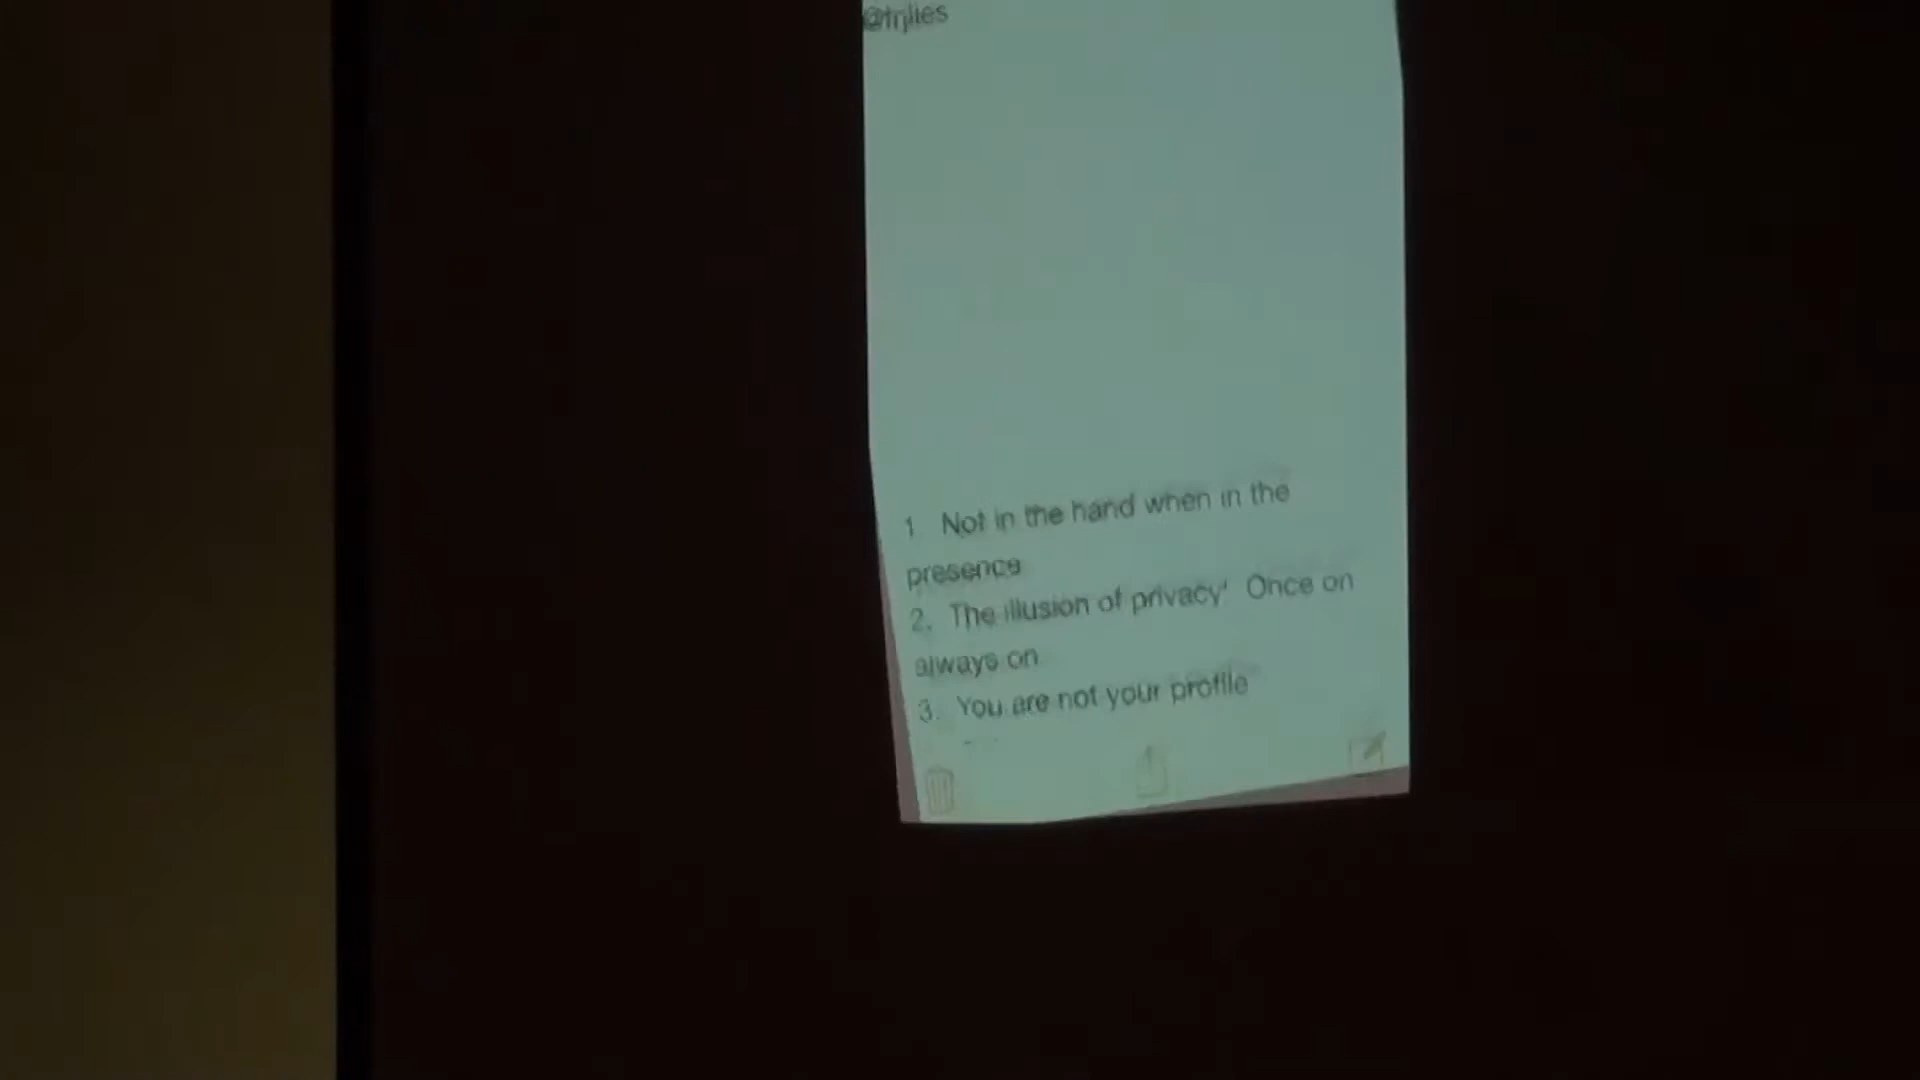 1 Not in the hand when in the
presence
2. The illusion of privacy' Once on
always on
3. You are not your profile